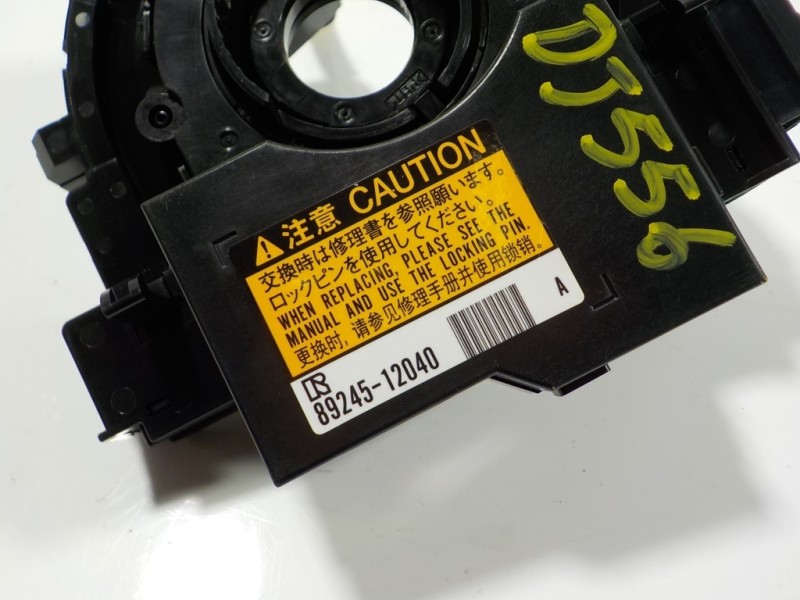 DJ556
注意 CAUTION
交換時は修理書を参照願います。
ロックピンを使用してください。
WHEN REPLACING, PLEASE SEE THE
MANUAL AND USE THE LOCKING PIN.
更换时, 请参见修理手册并使用锁销。
89245-12040
A